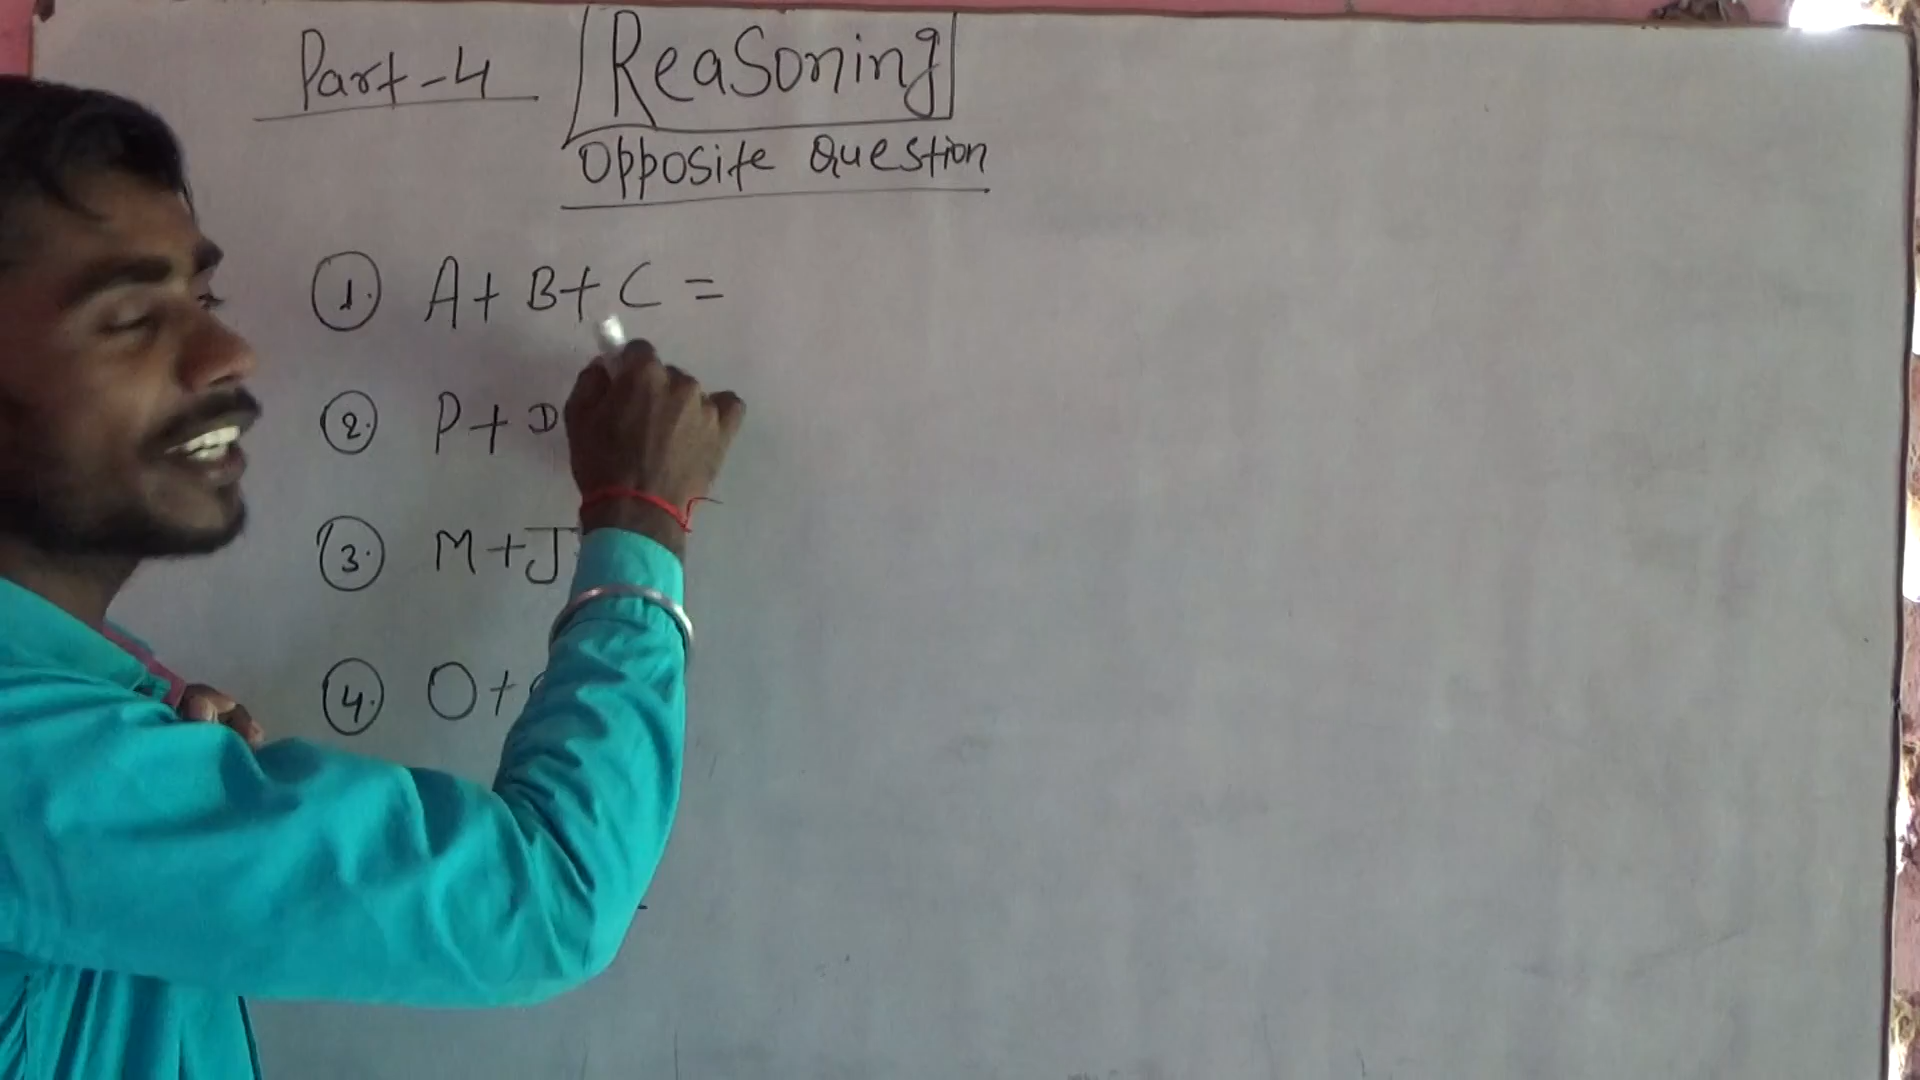 Part-4 Reasoning
Opposite Question
1. A+ B+ C =
2. P+ D
3. M+J
4. O+